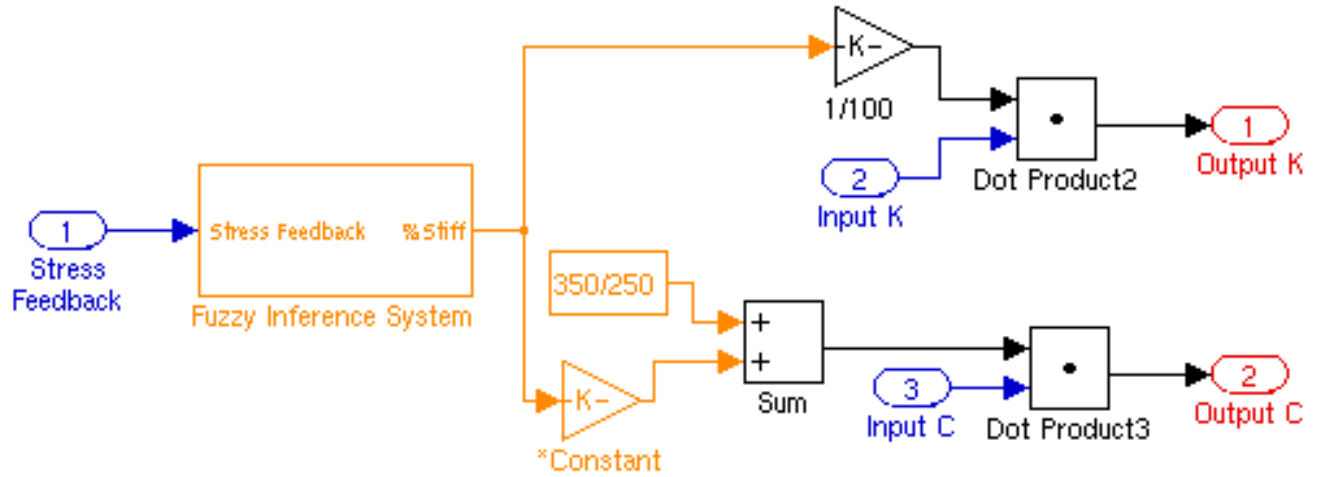 -K-
1/100
2
Input K
Dot Product2
1
Output K
1
Stress
Feedback
Stress Feedback %Stiff
Fuzzy Inference System
350/250
-K-
*Constant
+
+
Sum
3
Input C
Dot Product3
2
Output C